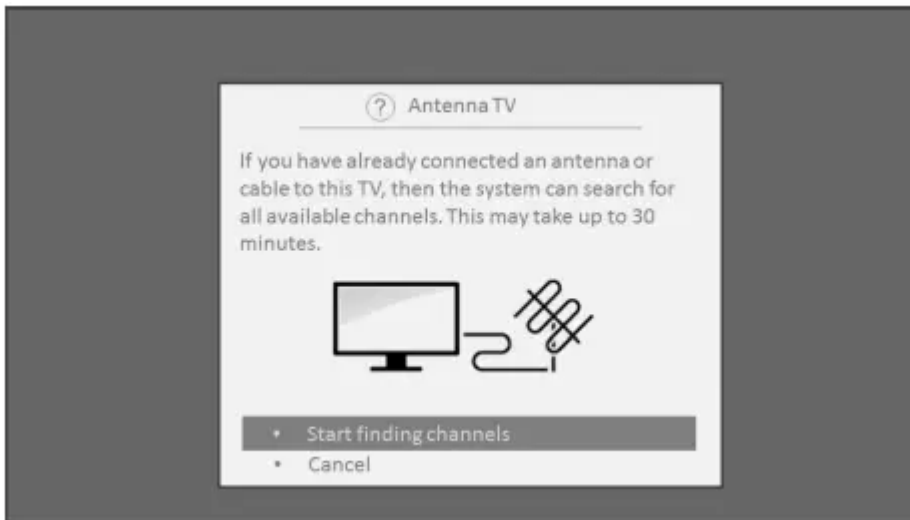 ? Antenna TV
If you have already connected an antenna or
cable to this TV, then the system can search for
all available channels. This may take up to 30
minutes.
• Start finding channels
• Cancel